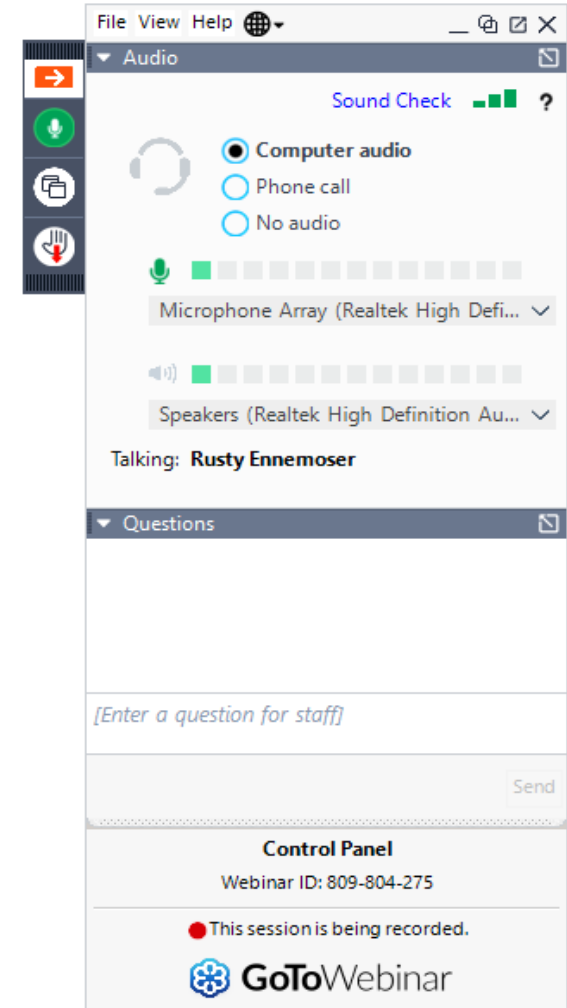 File View Help
Audio
Sound Check ?
Computer audio
Phone call
No audio
Microphone Array (Realtek High Defi...
Speakers (Realtek High Definition Au...
Talking: Rusty Ennemoser
Questions
[Enter a question for staff]
Send
Control Panel
Webinar ID: 809-804-275
This session is being recorded.
GoToWebinar